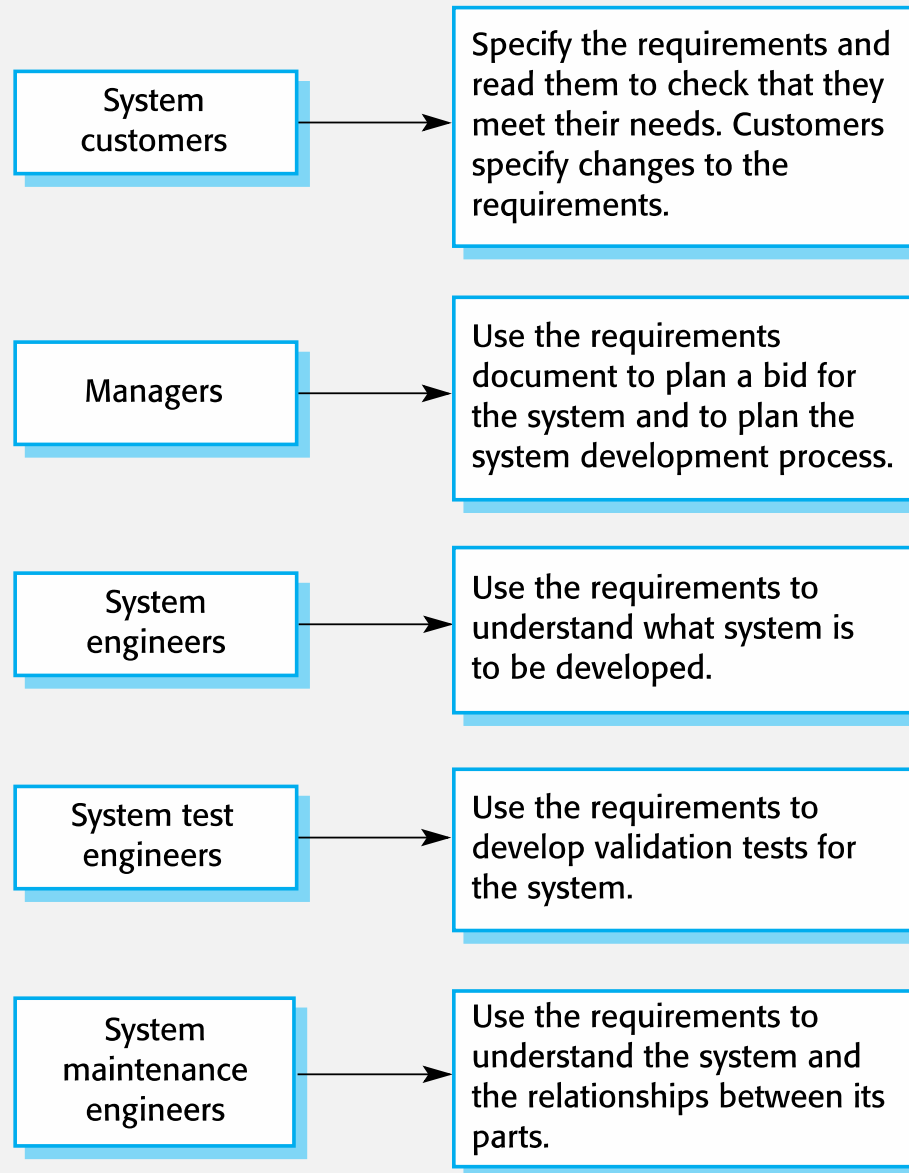 System
customers
Specify the requirements and
read them to check that they
meet their needs. Customers
specify changes to the
requirements.
Managers
Use the requirements
document to plan a bid for
the system and to plan the
system development process.
System
engineers
Use the requirements to
understand what system is
to be developed.
System test
engineers
Use the requirements to
develop validation tests for
the system.
System
maintenance
engineers
Use the requirements to
understand the system and
the relationships between its
parts.